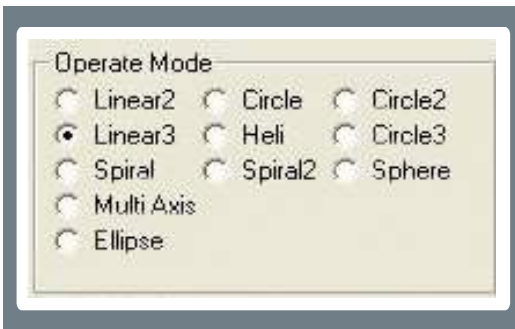 Operate Mode
Linear2 Circle Circle2
Linear3 Heli Circle3
Spiral Spiral2 Sphere
Multi Axis
Ellipse